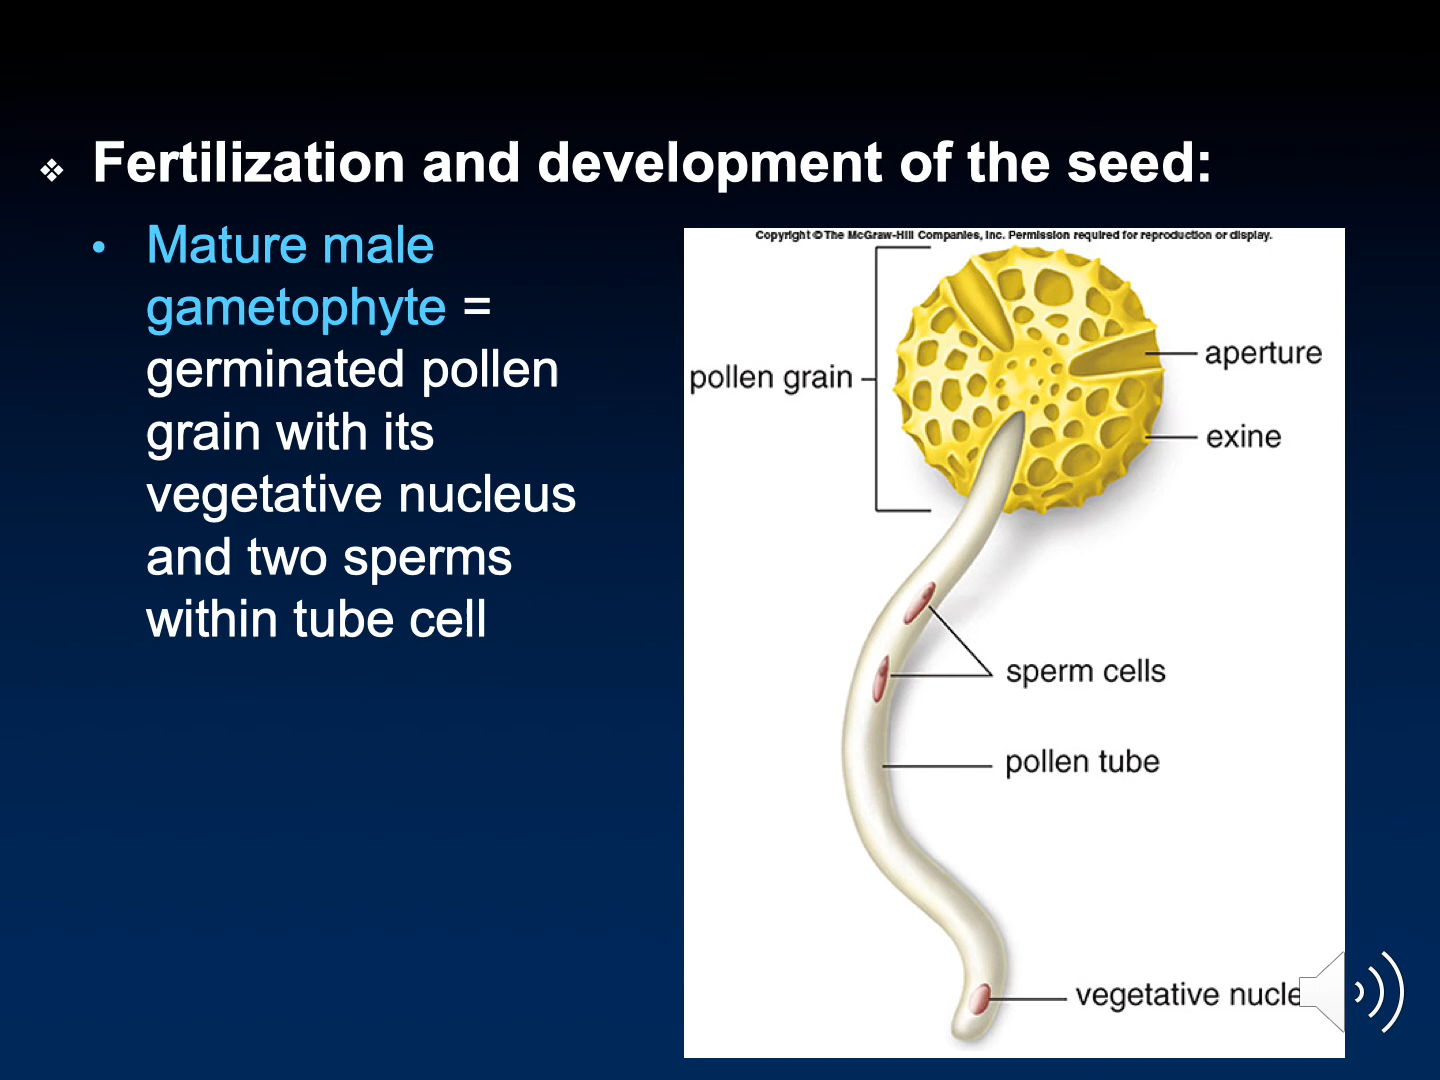 Fertilization and development of the seed:
Mature male
gametophyte =
germinated pollen
grain with its
vegetative nucleus
and two sperms
within tube cell
Copyright © The McGraw-Hill Companies, Inc. Permission required for reproduction or display.
pollen grain
aperture
exine
sperm cells
pollen tube
vegetative